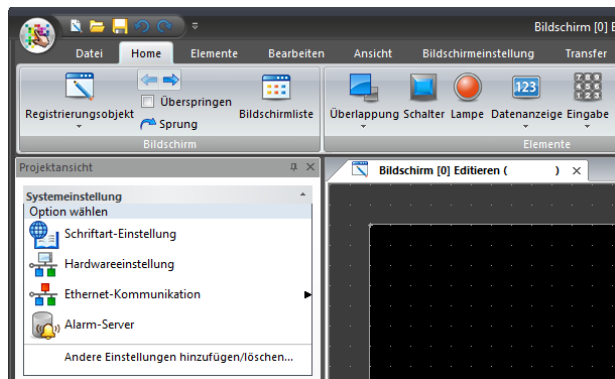 Bildschirm [0] E
Datei Home Elemente Bearbeiten Ansicht Bildschirmeinstellung Transfer
Registrierungsobjekt
Überspringen
Sprung
Bildschirmliste
Überlappung Schalter Lampe Datenanzeige Eingabe
123
Bildschirm
Elemente
Projektansicht
Bildschirm [0] Editieren ( )
Systemeinstellung
Option wählen
Schriftart-Einstellung
Hardwareeinstellung
Ethernet-Kommunikation
Alarm-Server
Andere Einstellungen hinzufügen/löschen...